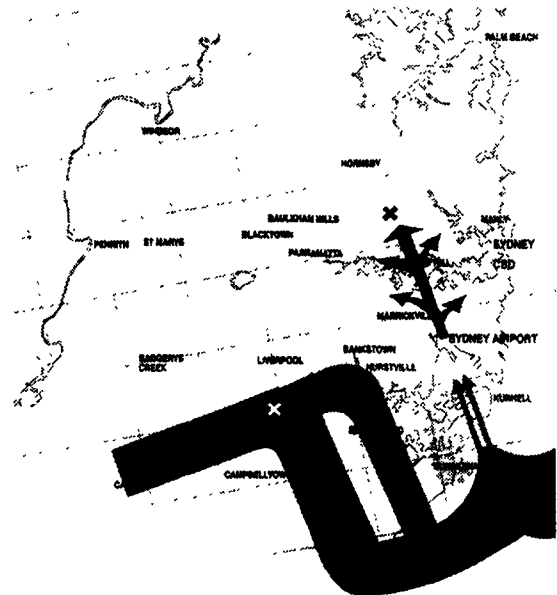 PALM BEACH
WINDSOR
HORNSBY
BAULKHAM HILLS
MANLY
BLACKTOWN
PENRITH
ST MARYS
SYDNEY
PARRAMATTA
CBD
MARRICKVILLE
SYDNEY AIRPORT
BANKSTOWN
BADGERYS
CREEK
LIVERPOOL
HURSTVILLE
KURNELL
CAMPBELLTOWN